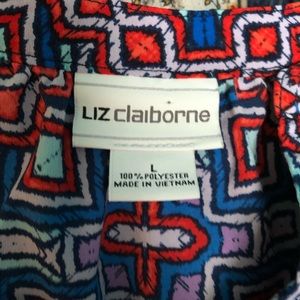 LIZ claiborne
L
100% POLYESTER
MADE IN VIETNAM